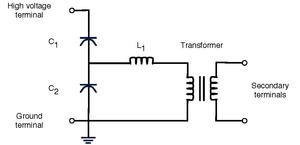 High voltage
terminal
C1
L1
Transformer
C2
Secondary
terminals
Ground
terminal